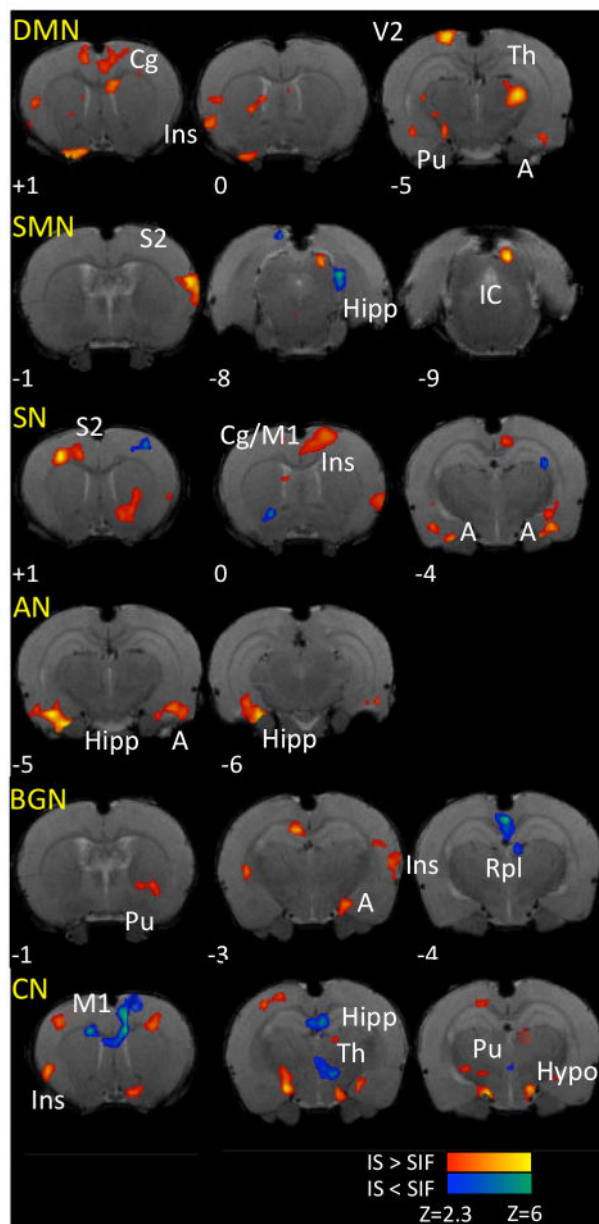 DMN
Cg
V2
Th
Ins
Pu
A
+1
0
-5
SMN
S2
Hipp
IC
-1
-8
-9
SN
S2
Cg/M1
Ins
A
A
+1
0
-4
AN
Hipp
A
Hipp
-5
-6
BGN
Pu
Ins
A
Rpl
-1
-3
-4
CN
M1
Hipp
Th
Pu
Ins
Hypo
IS > SIF
IS < SIF
Z=2.3 Z=6